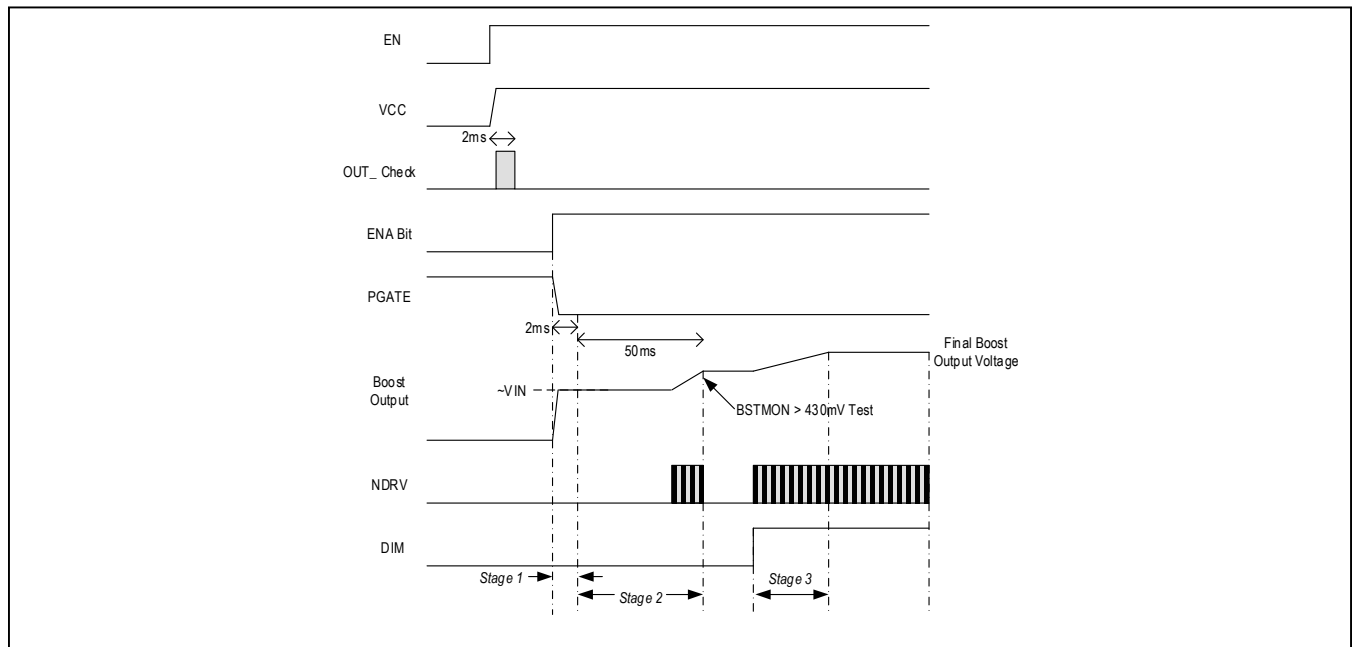 EN
VCC
2ms
OUT_ Check
ENA Bit
PGATE
2ms
50ms
Final Boost
Output Voltage
Boost
Output
~VIN
BSTMON > 430mV Test
NDRV
DIM
Stage 1
Stage 2
Stage 3